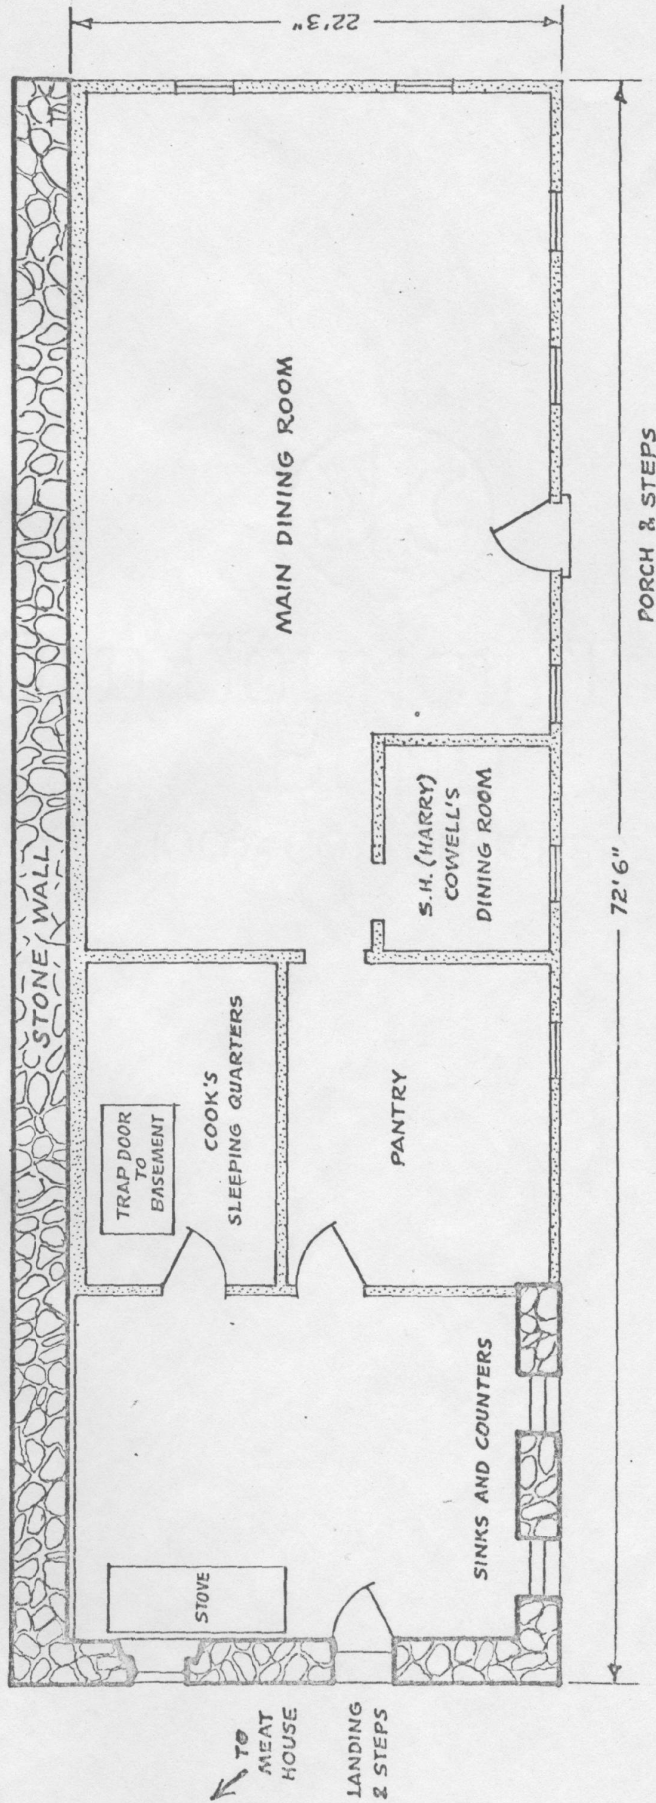 22'3"
STONE WALL
MAIN DINING ROOM
S.H. (HARRY)
COWELL'S
DINING ROOM
TRAP DOOR
TO
BASEMENT
COOK'S
SLEEPING QUARTERS
PANTRY
STOVE
SINKS AND COUNTERS
TO
MEAT
HOUSE
LANDING
& STEPS
PORCH & STEPS
72'6"